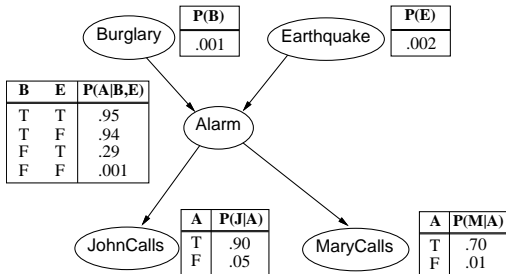 Burglary
P(B)
.001
Earthquake
P(E)
.002
B E P(A|B,E)
T T .95
T F .94
F T .29
F F .001
Alarm
JohnCalls
A P(J|A)
T .90
F .05
MaryCalls
A P(M|A)
T .70
F .01